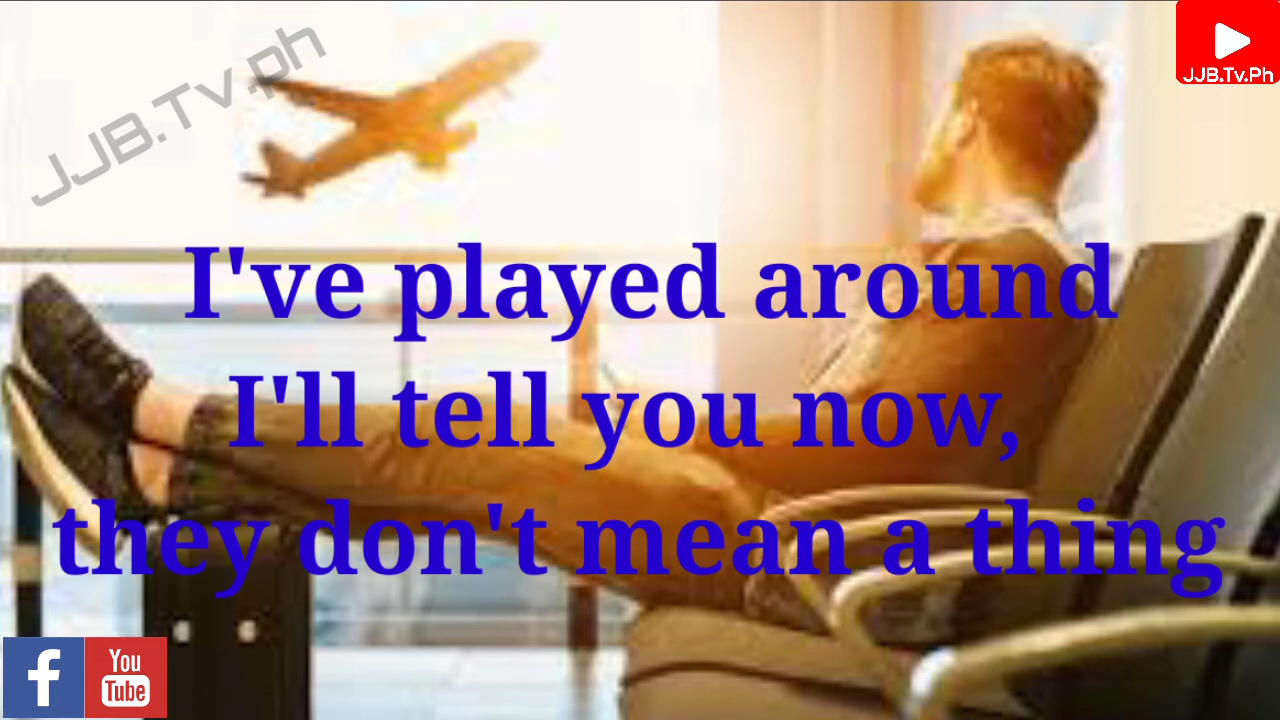 JJB.Tv.ph
JJB.Tv.Ph
I've played around
I'll tell you now,
they don't mean a thing
f
You
Tube